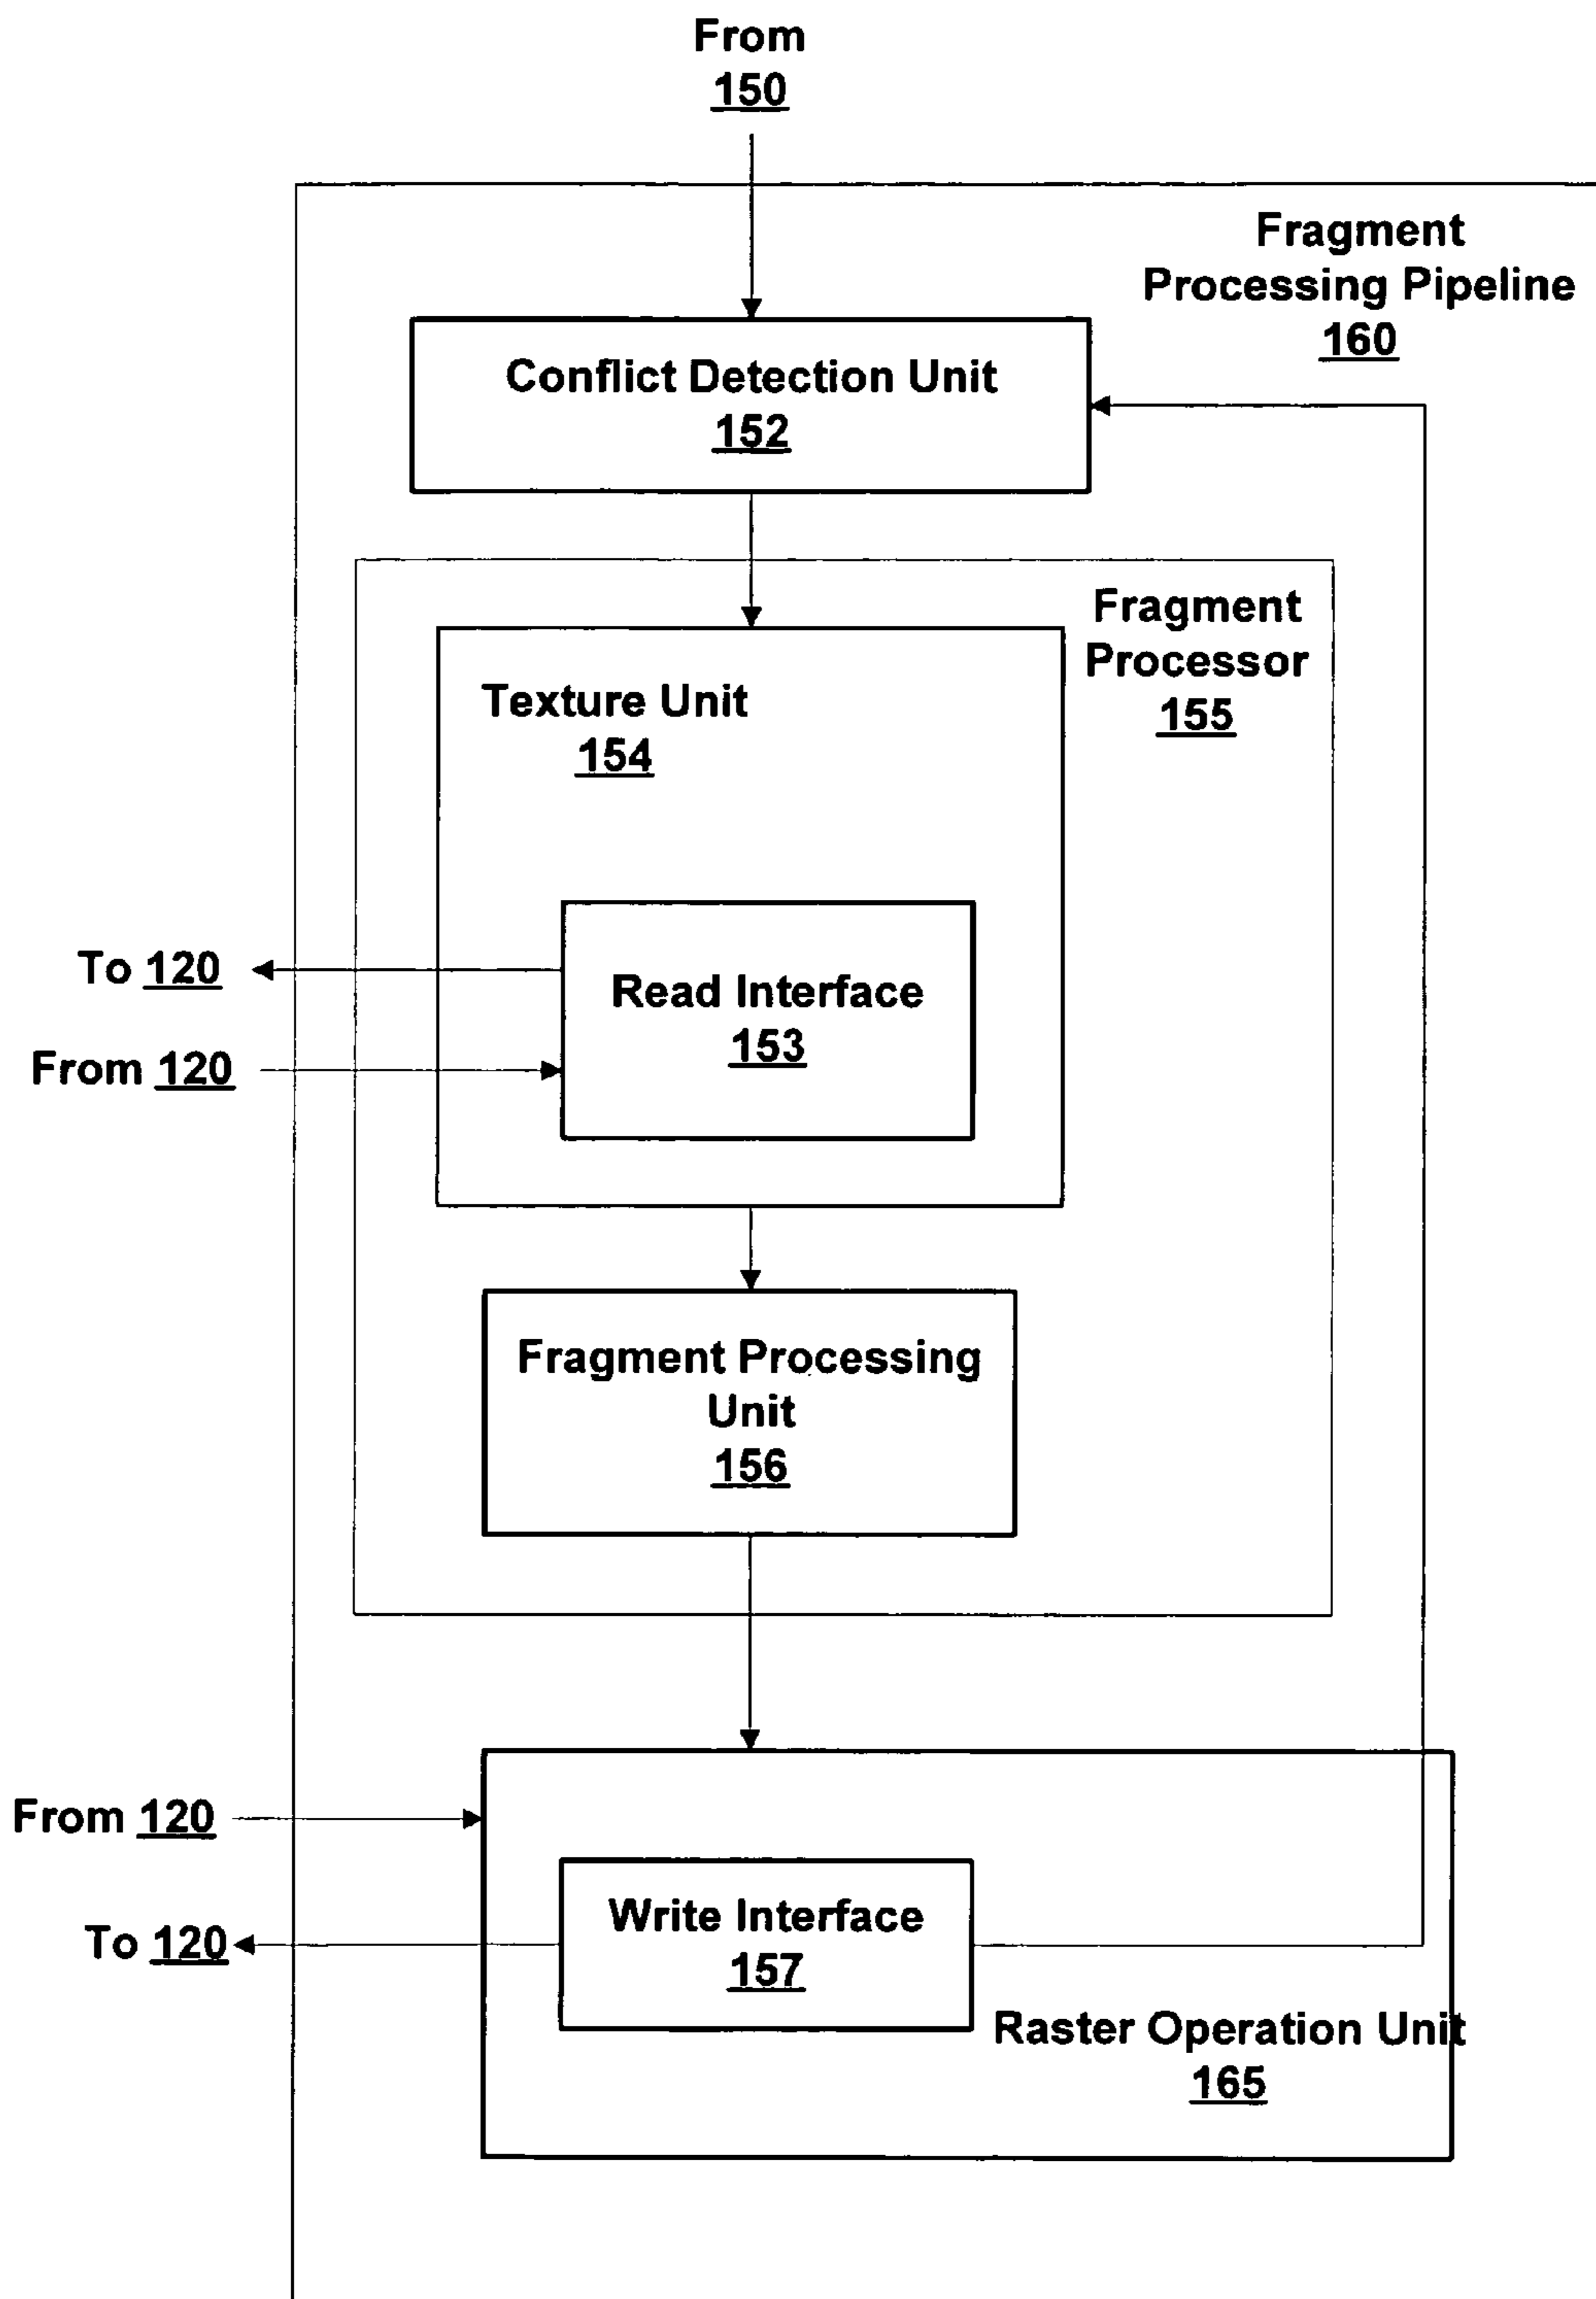 From
150
Fragment
Processing Pipeline
160
Conflict Detection Unit
152
Fragment
Processor
155
Texture Unit
154
To 120
Read Interface
153
From 120
Fragment Processing
Unit
156
From 120
Write Interface
157
To 120
Raster Operation Unit
165